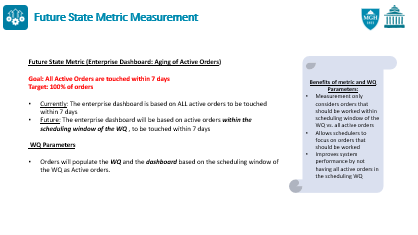 Future State Metric Measurement
MGH
1811
Future State Metric (Enterprise Dashboard: Aging of Active Orders)
Goal: All Active Orders are touched within 7 days
Target: 100% of orders
• Currently: The enterprise dashboard is based on ALL active orders to be touched
within 7 days
• Future: The enterprise dashboard will be based on active orders within the
scheduling window of the WQ , to be touched within 7 days
WQ Parameters
• Orders will populate the WQ and the dashboard based on the scheduling window of
the WQ as Active orders.
Benefits of metric and WQ
Parameters:
• Measurement only
considers orders that
should be worked within
scheduling window of the
WQ vs. all active orders
• Allows schedulers to
focus on orders that
should be worked
• Improves system
performance by not
having all active orders in
the scheduling WQ